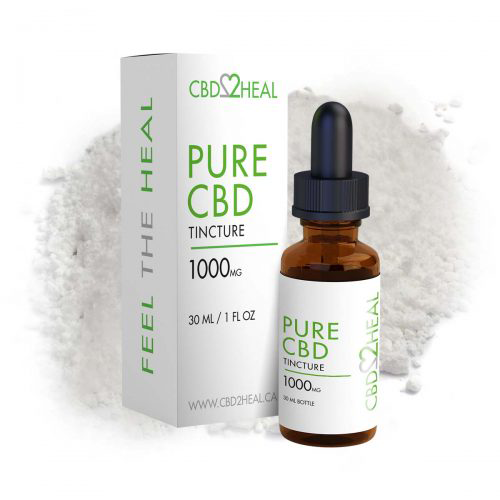 FEEL THE HEAL
CBD2HEAL
PURE
CBD
TINCTURE
1000MG
30 ML / 1 FL OZ
WWW.CBD2HEAL.CA
PURE
CBD
TINCTURE
1000MG
30 ML BOTTLE
CBD2HEAL